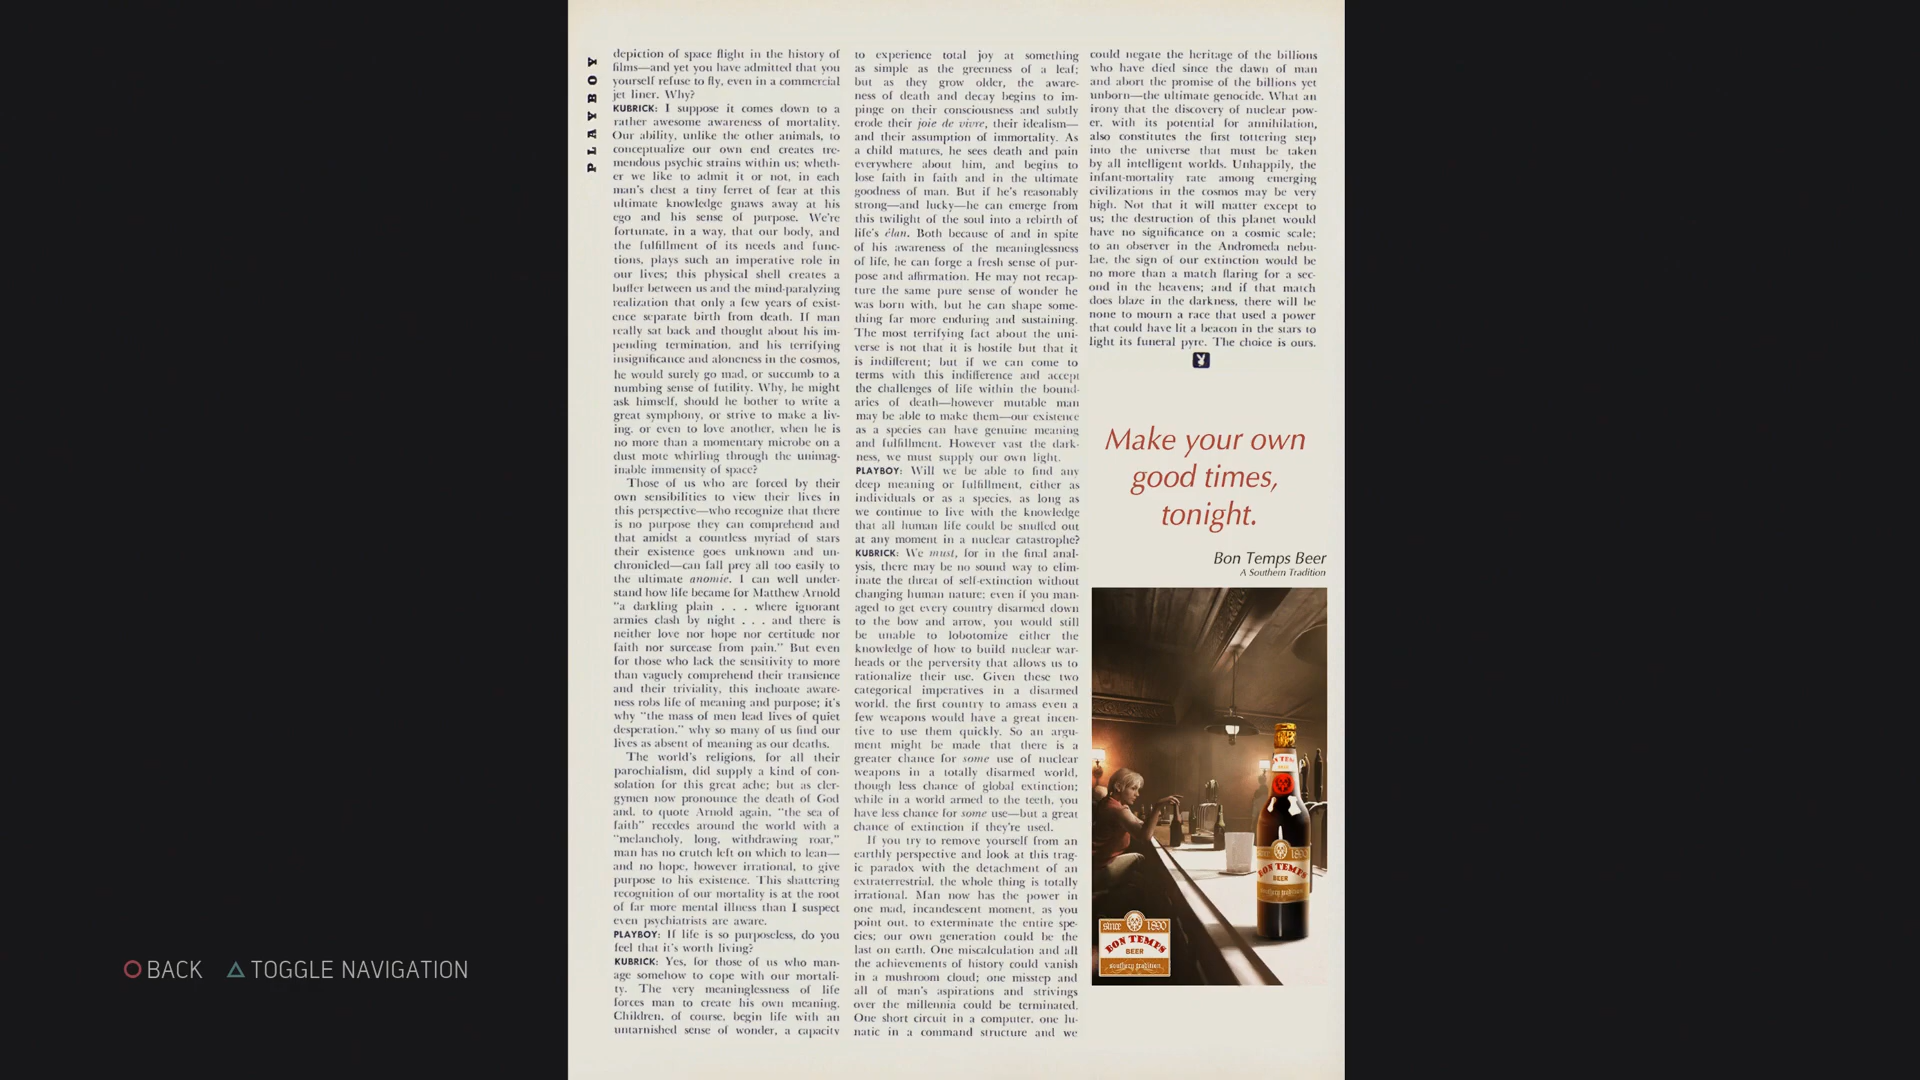 PLAYBOY
depiction of space flight in the history of
films—and yet you have admitted that you
yourself refuse to fly, even in a commercial
jet liner. Why?
KUBRICK: I suppose it comes down to a
rather awesome awareness of mortality.
Our ability, unlike the other animals, to
conceptualize our own end creates tre-
mendous psychic strains within us; wheth-
er we like to admit it or not, in each
man's chest a tiny ferret of fear at this
ultimate knowledge gnaws away at his
ego and his sense of purpose. We're
fortunate, in a way, that our body, and
the fulfillment of its needs and func-
tions, plays such an imperative role in
our lives; this physical shell creates a
buffer between us and the mind-paralyzing
realization that only a few years of exist-
ence separate birth from death. If man
really sat back and thought about his im-
pending termination, and his terrifying
insignificance and aloneness in the cosmos,
he would surely go mad, or succumb to a
numbing sense of futility. Why, he might
ask himself, should he bother to write a
great symphony, or strive to make a liv-
ing, or even to love another, when he is
no more than a momentary microbe on a
dust mote whirling through the unimag-
inable immensity of space?
Those of us who are forced by their
own sensibilities to view their lives in
this perspective—who recognize that there
is no purpose they can comprehend and
that amidst a countless myriad of stars
their existence goes unknown and un-
chronicled—can fall prey all too easily to
the ultimate anomie. I can well under-
stand how life became for Matthew Arnold
"a darkling plain . . . where ignorant
armies clash by night . . . and there is
neither love nor hope nor certitude nor
faith nor surcease from pain." But even
for those who lack the sensitivity to more
than vaguely comprehend their transience
and their triviality, this inchoate aware-
ness robs life of meaning and purpose; it's
why "the mass of men lead lives of quiet
desperation," why so many of us find our
lives as absent of meaning as our deaths.
The world's religions, for all their
parochialism, did supply a kind of con-
solation for this great ache; but as cler-
gymen now pronounce the death of God
and, to quote Arnold again, "the sea of
faith" recedes around the world with a
"melancholy, long, withdrawing roar,"
man has no crutch left on which to lean—
and no hope, however irrational, to give
purpose to his existence. This shattering
recognition of our mortality is at the root
of far more mental illness than I suspect
even psychiatrists are aware.
PLAYBOY: If life is so purposeless, do you
feel that it's worth living?
KUBRICK: Yes, for those of us who man-
age somehow to cope with our mortali-
ty. The very meaninglessness of life
forces man to create his own meaning.
Children, of course, begin life with an
untarnished sense of wonder, a capacity
to experience total joy at something
as simple as the greenness of a leaf;
but as they grow older, the aware-
ness of death and decay begins to im-
pinge on their consciousness and subtly
erode their joie de vivre, their idealism—
and their assumption of immortality. As
a child matures, he sees death and pain
everywhere about him, and begins to
lose faith in faith and in the ultimate
goodness of man. But if he's reasonably
strong—and lucky—he can emerge from
this twilight of the soul into a rebirth of
life's élan. Both because of and in spite
of his awareness of the meaninglessness
of life, he can forge a fresh sense of pur-
pose and affirmation. He may not recap-
ture the same pure sense of wonder he
was born with, but he can shape some-
thing far more enduring and sustaining.
The most terrifying fact about the uni-
verse is not that it is hostile but that it
is indifferent; but if we can come to
terms with this indifference and accept
the challenges of life within the bound-
aries of death—however mutable man
may be able to make them—our existence
as a species can have genuine meaning
and fulfillment. However vast the dark-
ness, we must supply our own light.
PLAYBOY: Will we be able to find any
deep meaning or fulfillment, either as
individuals or as a species, as long as
we continue to live with the knowledge
that all human life could be snuffed out
at any moment in a nuclear catastrophe?
KUBRICK: We must, for in the final anal-
ysis, there may be no sound way to elim-
inate the threat of self-extinction without
changing human nature; even if you man-
aged to get every country disarmed down
to the bow and arrow, you would still
be unable to lobotomize either the
knowledge of how to build nuclear war-
heads or the perversity that allows us to
rationalize their use. Given these two
categorical imperatives in a disarmed
world, the first country to amass even a
few weapons would have a great incen-
tive to use them quickly. So an argu-
ment might be made that there is a
greater chance for some use of nuclear
weapons in a totally disarmed world,
though less chance of global extinction;
while in a world armed to the teeth, you
have less chance for some use—but a great
chance of extinction if they're used.
If you try to remove yourself from an
earthly perspective and look at this trag-
ic paradox with the detachment of an
extraterrestrial, the whole thing is totally
irrational. Man now has the power in
one mad, incandescent moment, as you
point out, to exterminate the entire spe-
cies; our own generation could be the
last on earth. One miscalculation and all
the achievements of history could vanish
in a mushroom cloud; one misstep and
all of man's aspirations and strivings
over the millennia could be terminated.
One short circuit in a computer, one lu-
natic in a command structure and we
could negate the heritage of the billions
who have died since the dawn of man
and abort the promise of the billions yet
unborn—the ultimate genocide. What an
irony that the discovery of nuclear pow-
er, with its potential for annihilation,
also constitutes the first tottering step
into the universe that must be taken
by all intelligent worlds. Unhappily, the
infant-mortality rate among emerging
civilizations in the cosmos may be very
high. Not that it will matter except to
us; the destruction of this planet would
have no significance on a cosmic scale;
to an observer in the Andromeda nebu-
lae, the sign of our extinction would be
no more than a match flaring for a sec-
ond in the heavens; and if that match
does blaze in the darkness, there will be
none to mourn a race that used a power
that could have lit a beacon in the stars to
light its funeral pyre. The choice is ours.
Make your own
good times,
tonight.
Bon Temps Beer
A Southern Tradition
BON TEMPS
BEER
southern tradition
since 1890
BON TEMPS
BEER
southern tradition
BACK
TOGGLE NAVIGATION